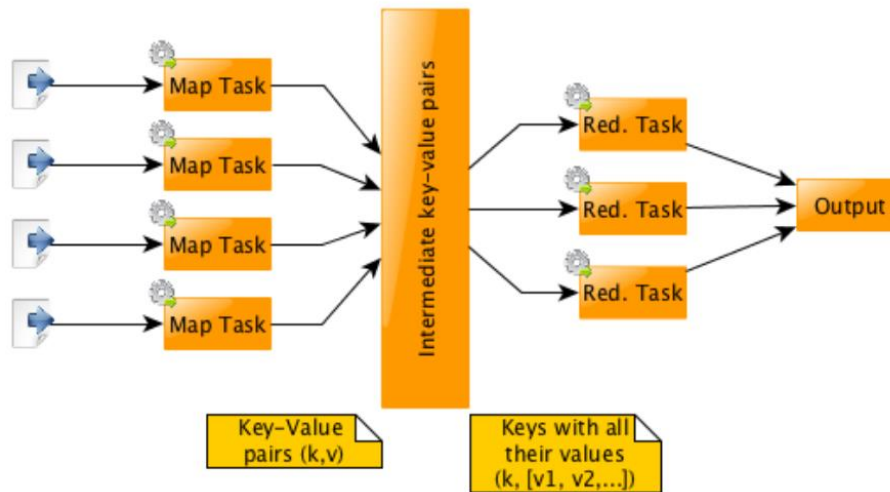 Map Task
Map Task
Map Task
Map Task
Intermediate key-value pairs
Red. Task
Red. Task
Red. Task
Output
Key-Value
pairs (k,v)
Keys with all
their values
(k, [v1, v2,...])